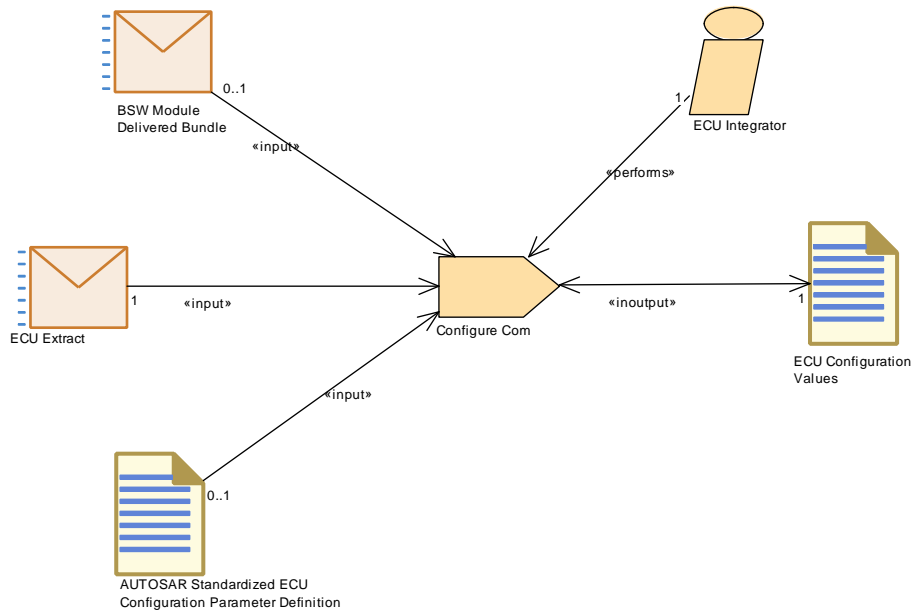 0..1
BSW Module
Delivered Bundle
«input»
1
ECU Integrator
«performs»
1
«input»
ECU Extract
Configure Com
«inoutput»
1
ECU Configuration
Values
«input»
0..1
AUTOSAR Standardized ECU
Configuration Parameter Definition